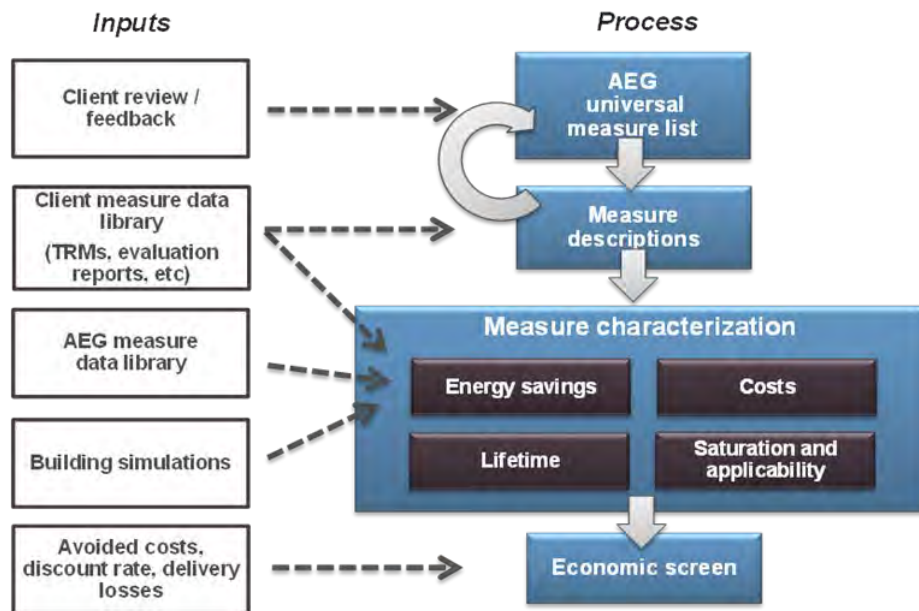 Inputs
Process
Client review /
feedback
AEG
universal
measure list
Client measure data
library
(TRMs, evaluation
reports, etc)
Measure
descriptions
AEG measure
data library
Measure characterization
Energy savings
Costs
Building simulations
Lifetime
Saturation and
applicability
Avoided costs,
discount rate, delivery
losses
Economic screen